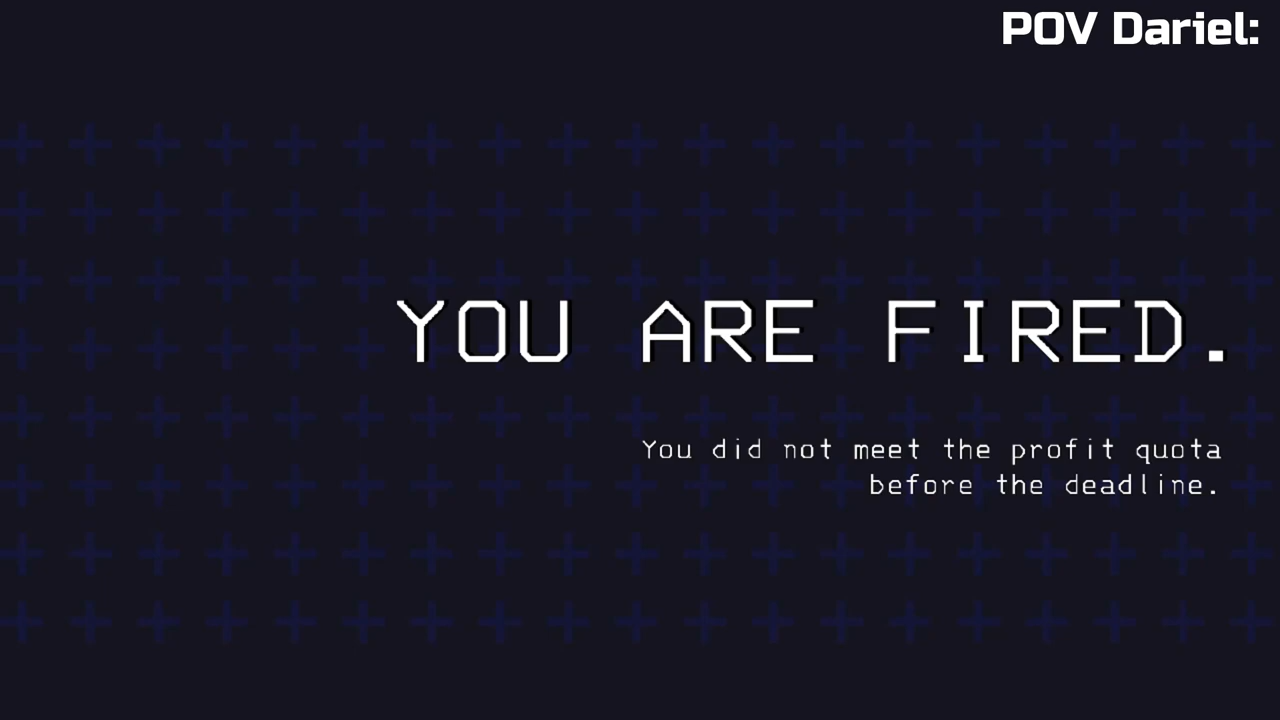 POV Dariel:
YOU ARE FIRED.
You did not meet the profit quota
before the deadline.